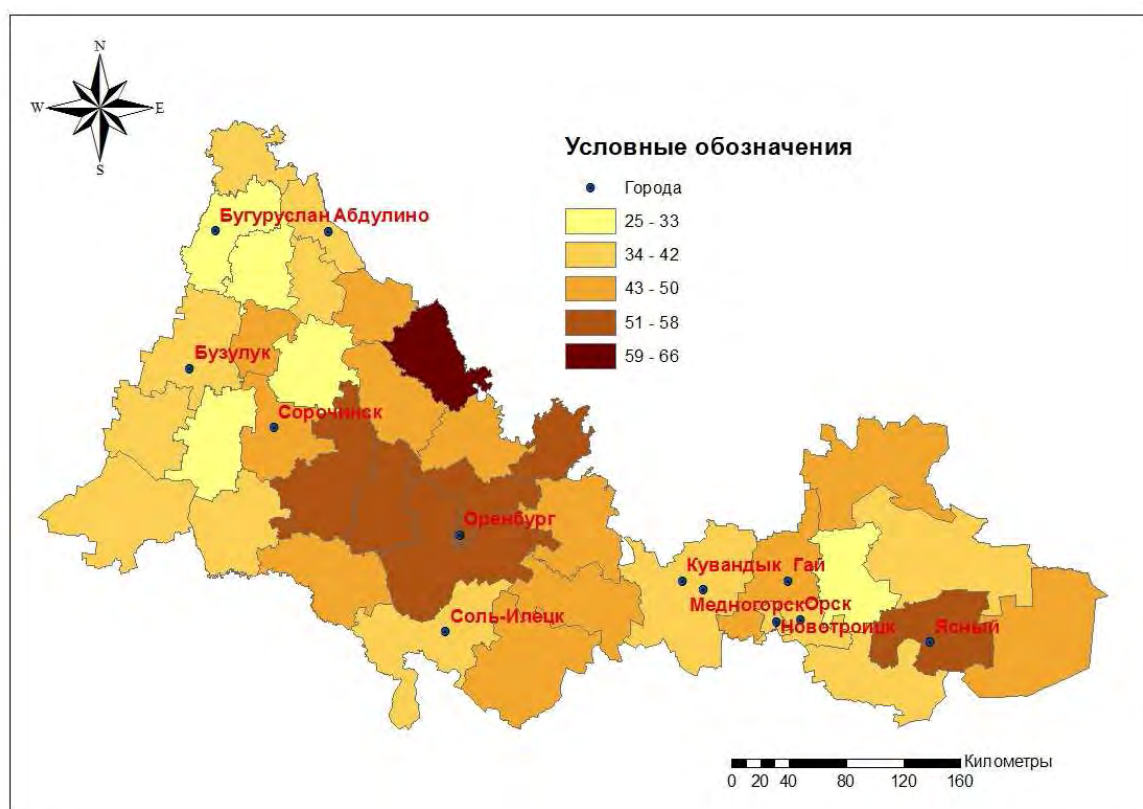 N
W E
S
Условные обозначения
Города
25 - 33
34 - 42
43 - 50
51 - 58
59 - 66
Бугуруслан Абдулино
Бузулук
Сорочинск
Оренбург
Соль-Илецк
Кувандык Гай
Медногорск Орск
Новотроицк Ясный
Километры
0 20 40 80 120 160